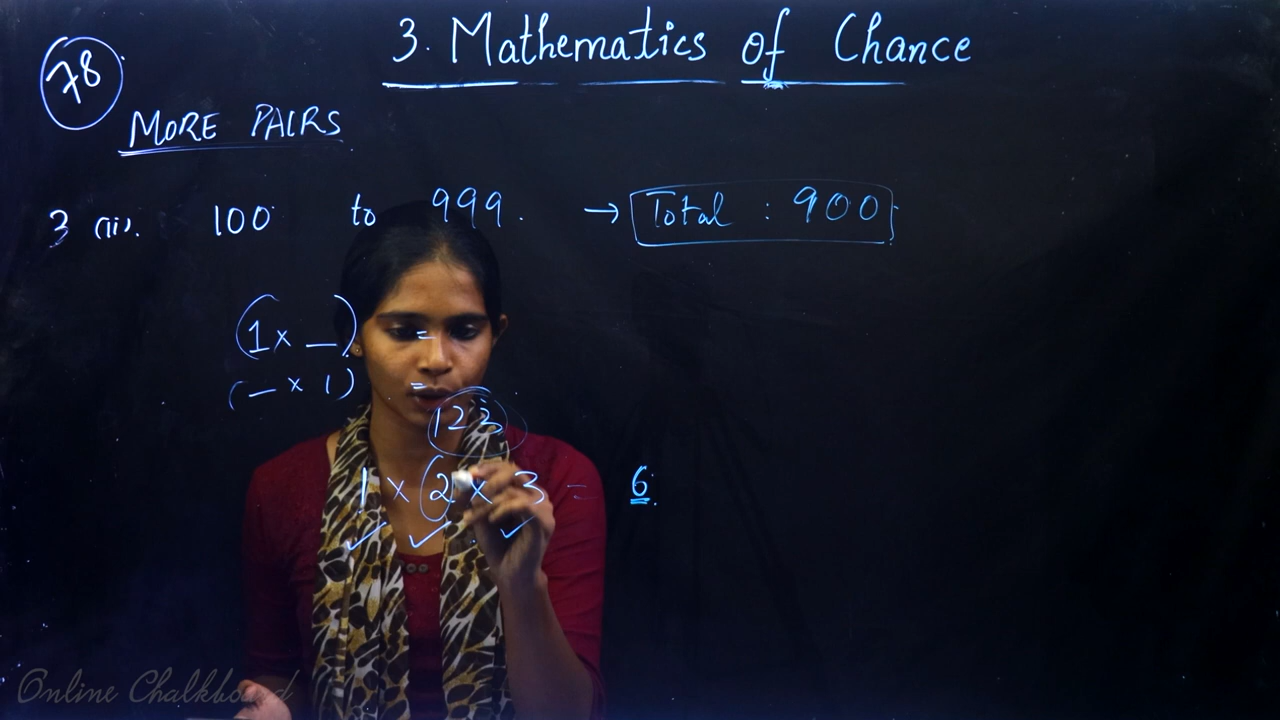 3. Mathematics of Chance
78
MORE PAIRS
3 (ii). 100 to 999. → Total : 900
(1 × _) =
(_ × 1) =
123
1 × (2 × 3 = 6
Online Chalkboard